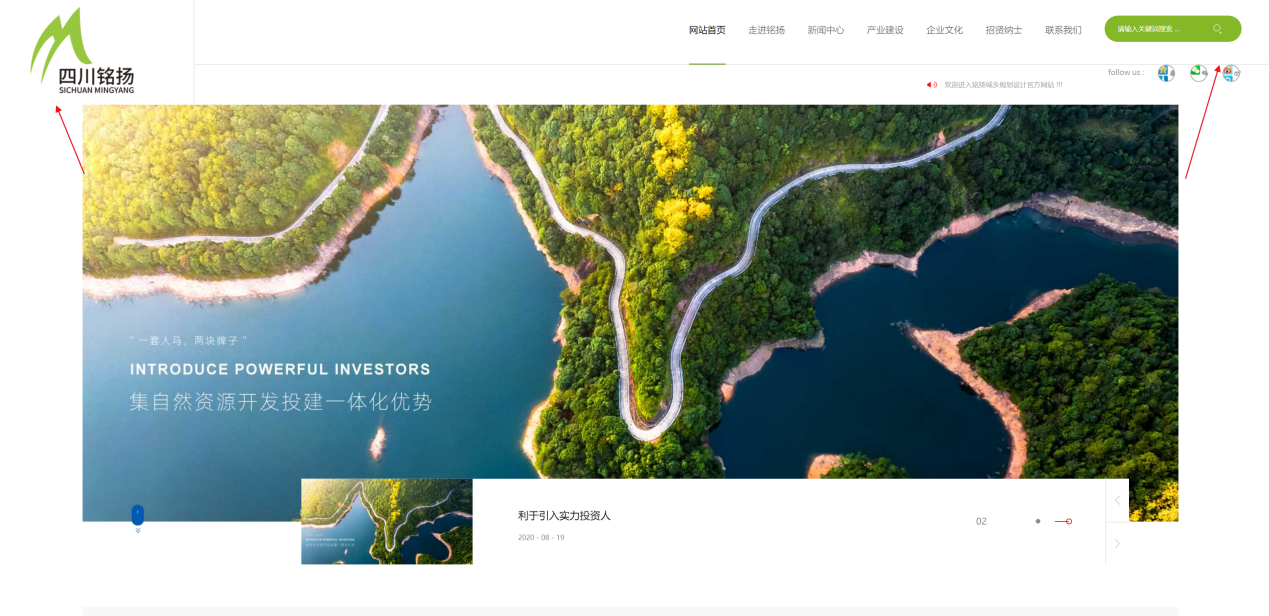 四川铭扬
SICHUAN MINGYANG
网站首页 走进铭扬 新闻中心 产业建设 企业文化 招贤纳士 联系我们
请输入关键词搜索 ...
follow us :
欢迎进入铭扬城乡规划设计官方网站 !!!
" 一套人马，两块牌子 "
INTRODUCE POWERFUL INVESTORS
集自然资源开发投建一体化优势
利于引入实力投资人
2020 - 08 - 19
02